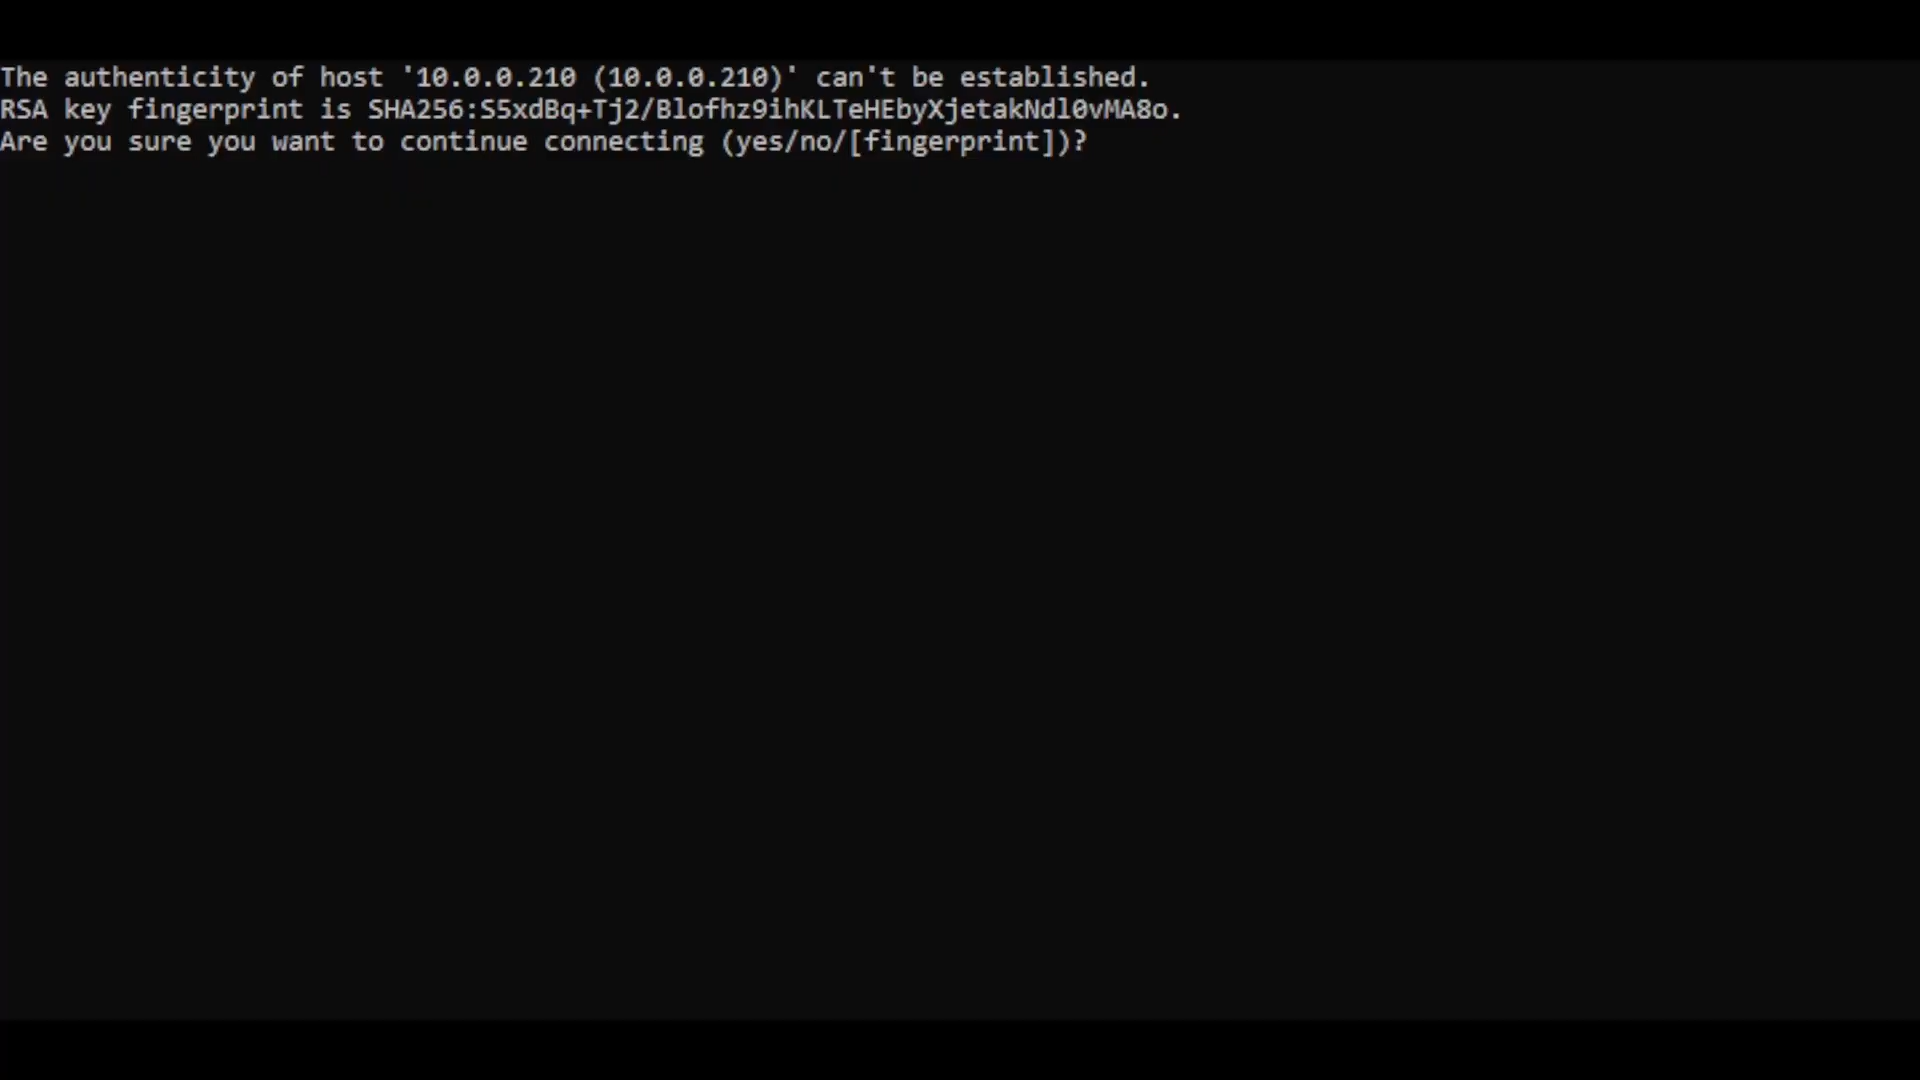 The authenticity of host '10.0.0.210 (10.0.0.210)' can't be established.
RSA key fingerprint is SHA256:S5xdBq+Tj2/Blofhz9ihKLTeHEbyXjetakNdl0vMA8o.
Are you sure you want to continue connecting (yes/no/[fingerprint])?